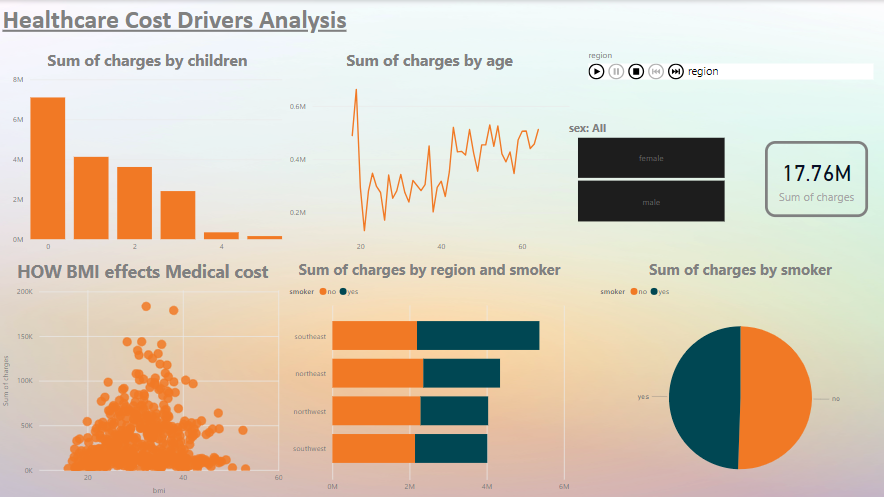 Healthcare Cost Drivers Analysis
Sum of charges by children
8M
6M
4M
2M
0M
0
2
4
Sum of charges by age
0.6M
0.4M
0.2M
20
40
60
region
region
sex: All
female
male
17.76M
Sum of charges
HOW BMI effects Medical cost
Sum of charges
200K
150K
100K
50K
0K
20
40
60
bmi
Sum of charges by region and smoker
smoker no yes
southeast
northeast
northwest
southwest
0M
2M
4M
6M
Sum of charges by smoker
smoker no yes
yes
no